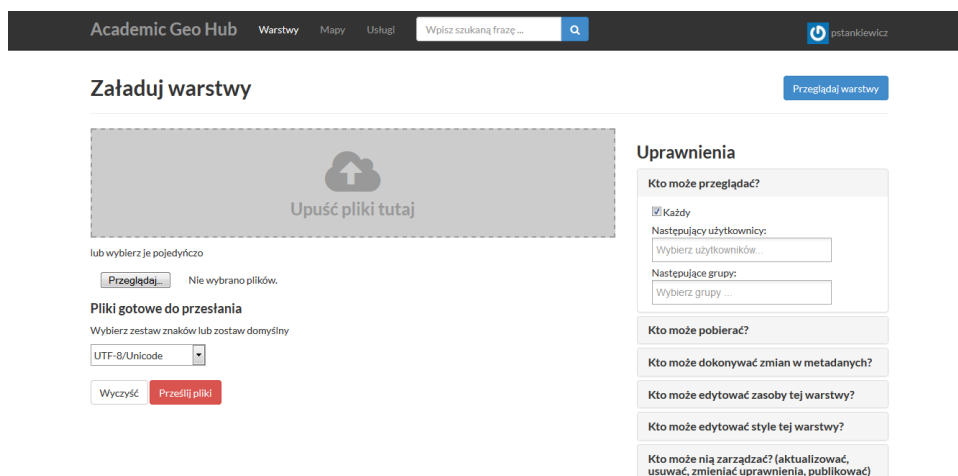 Academic Geo Hub Warstwy Mapy Usługi Wpisz szukaną frazę ... pstankiewicz
Załaduj warstwy
Przeglądaj warstwy
Upuść pliki tutaj
lub wybierz je pojedyńczo
Przeglądaj... Nie wybrano plików.
Pliki gotowe do przesłania
Wybierz zestaw znaków lub zostaw domyślny
UTF-8/Unicode
Wyczyść Prześlij pliki
Uprawnienia
Kto może przeglądać?
Każdy
Następujący użytkownicy:
Wybierz użytkowników...
Następujące grupy:
Wybierz grupy ...
Kto może pobierać?
Kto może dokonywać zmian w metadanych?
Kto może edytować zasoby tej warstwy?
Kto może edytować style tej warstwy?
Kto może nią zarządzać? (aktualizować,
usuwać, zmieniać uprawnienia, publikować)